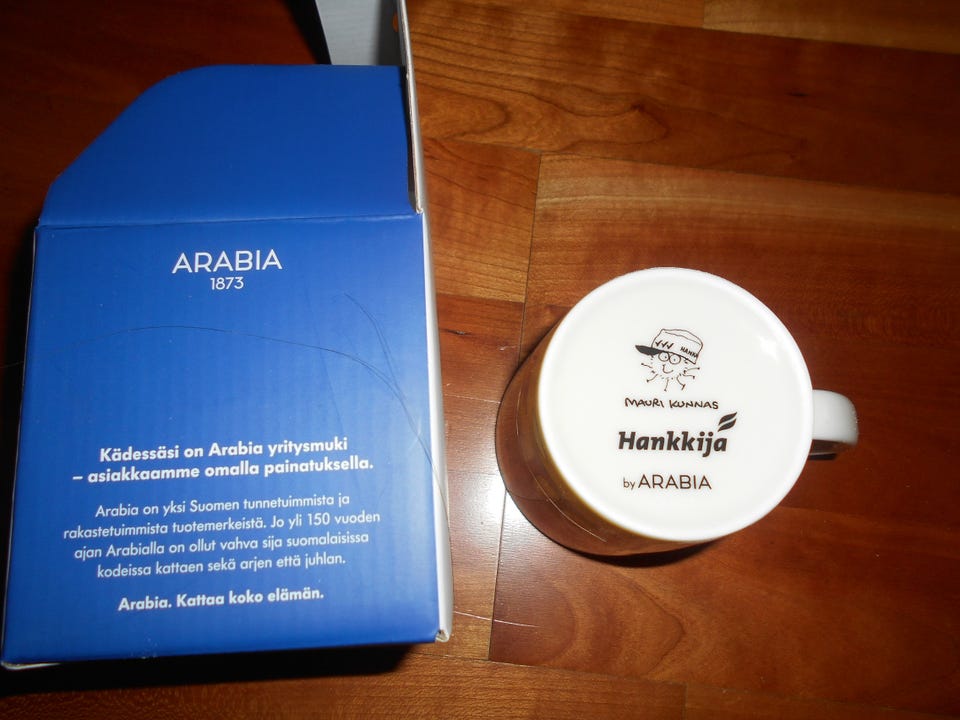 ARABIA
1873
Kädessäsi on Arabia yritysmuki
– asiakkaamme omalla painatuksella.
Arabia on yksi Suomen tunnetuimmista ja
rakastetuimmista tuotemerkeistä. Jo yli 150 vuoden
ajan Arabialla on ollut vahva sija suomalaisissa
kodeissa kattaen sekä arjen että juhlan.
Arabia. Kattaa koko elämän.
MAURI KUNNAS
Hankkija
by ARABIA